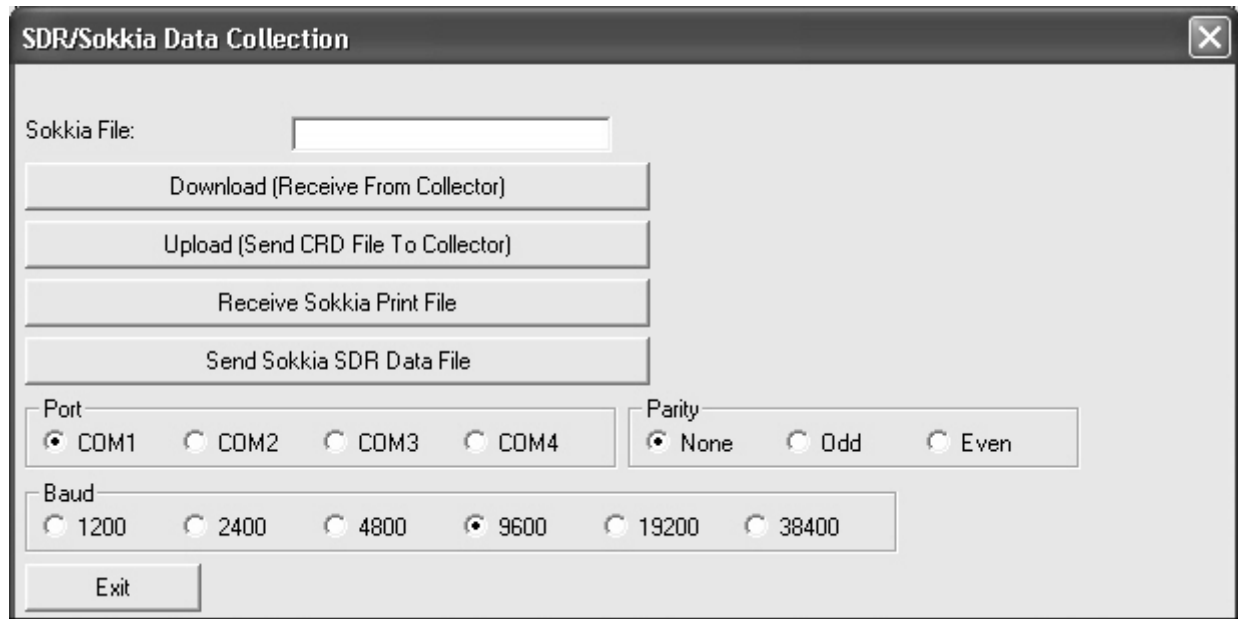 SDR/Sokkia Data Collection
Sokkia File:
Download (Receive From Collector)
Upload (Send CRD File To Collector)
Receive Sokkia Print File
Send Sokkia SDR Data File
Port
COM1 COM2 COM3 COM4
Parity
None Odd Even
Baud
1200 2400 4800 9600 19200 38400
Exit